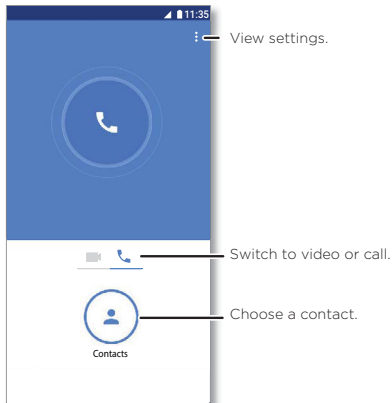 11:35
View settings.
Switch to video or call.
Choose a contact.
Contacts